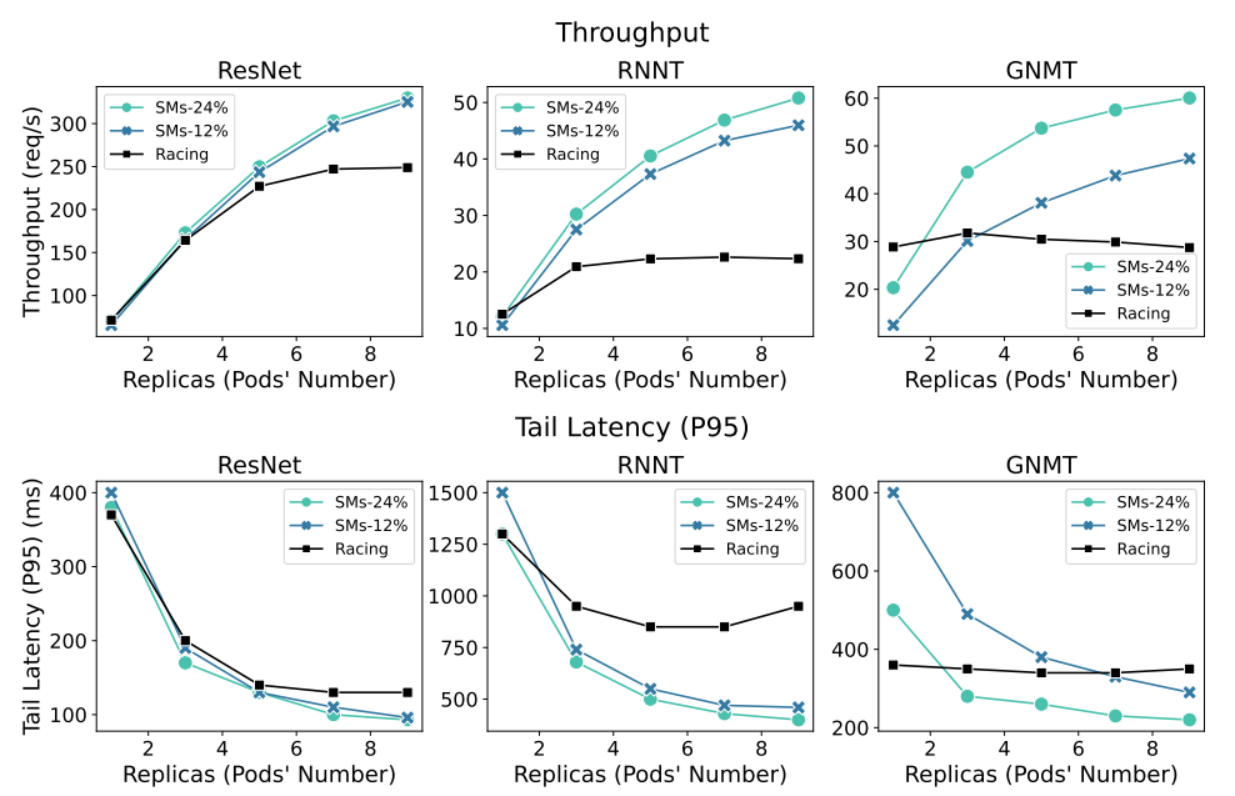 Throughput
ResNet
RNNT
GNMT
Throughput (req/s)
300
250
200
150
100
SMs-24%
SMs-12%
Racing
2 4 6 8
Replicas (Pods' Number)
50
40
30
20
10
SMs-24%
SMs-12%
Racing
2 4 6 8
Replicas (Pods' Number)
60
50
40
30
20
SMs-24%
SMs-12%
Racing
2 4 6 8
Replicas (Pods' Number)
Tail Latency (P95)
ResNet
RNNT
GNMT
Tail Latency (P95) (ms)
400
300
200
100
SMs-24%
SMs-12%
Racing
2 4 6 8
Replicas (Pods' Number)
1500
1250
1000
750
500
SMs-24%
SMs-12%
Racing
2 4 6 8
Replicas (Pods' Number)
800
600
400
200
SMs-24%
SMs-12%
Racing
2 4 6 8
Replicas (Pods' Number)